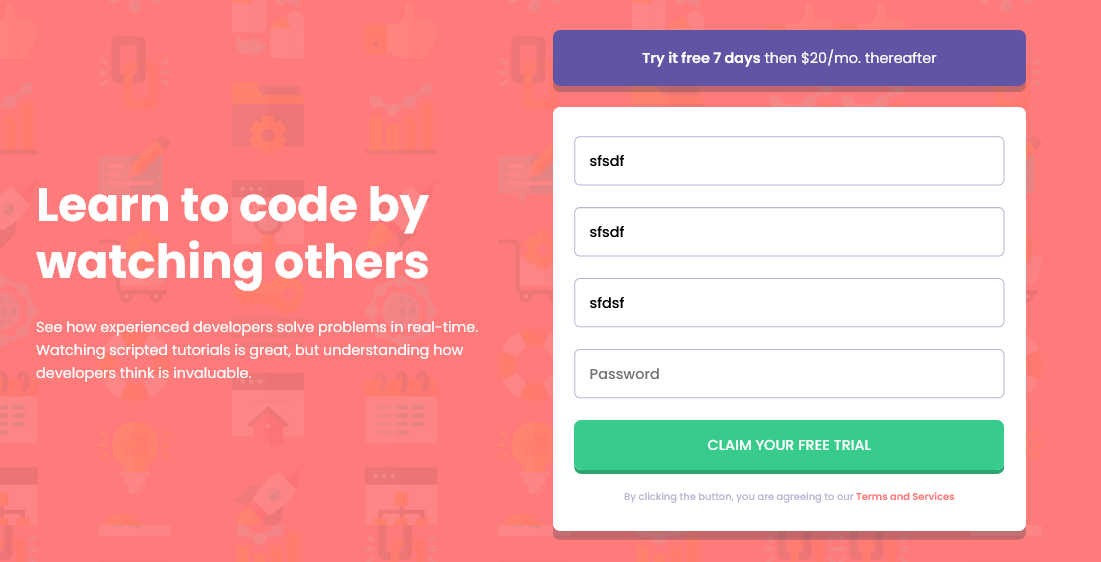 Learn to code by
watching others
See how experienced developers solve problems in real-time.
Watching scripted tutorials is great, but understanding how
developers think is invaluable.
Try it free 7 days then $20/mo. thereafter
sfsdf
sfsdf
sfdsf
Password
CLAIM YOUR FREE TRIAL
By clicking the button, you are agreeing to our Terms and Services